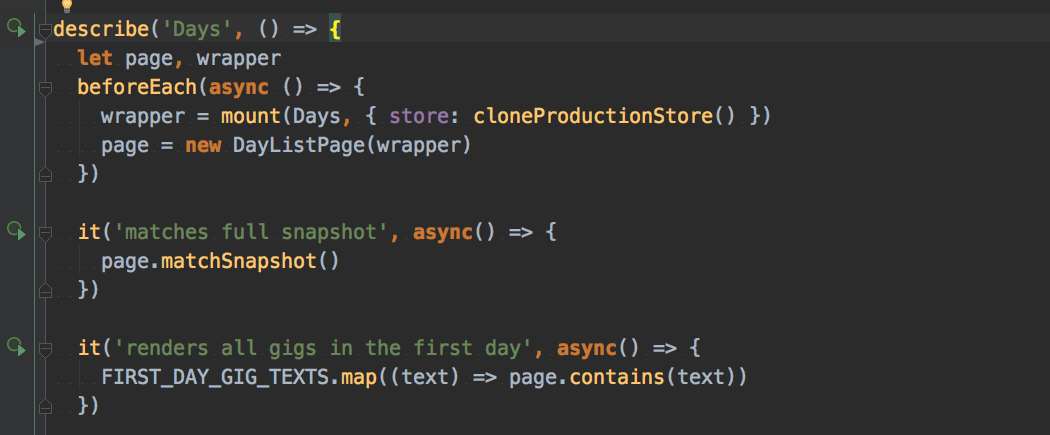 describe('Days', () => {
let page, wrapper
beforeEach(async () => {
wrapper = mount(Days, { store: cloneProductionStore() })
page = new DayListPage(wrapper)
})
it('matches full snapshot', async() => {
page.matchSnapshot()
})
it('renders all gigs in the first day', async() => {
FIRST_DAY_GIG_TEXTS.map((text) => page.contains(text))
})